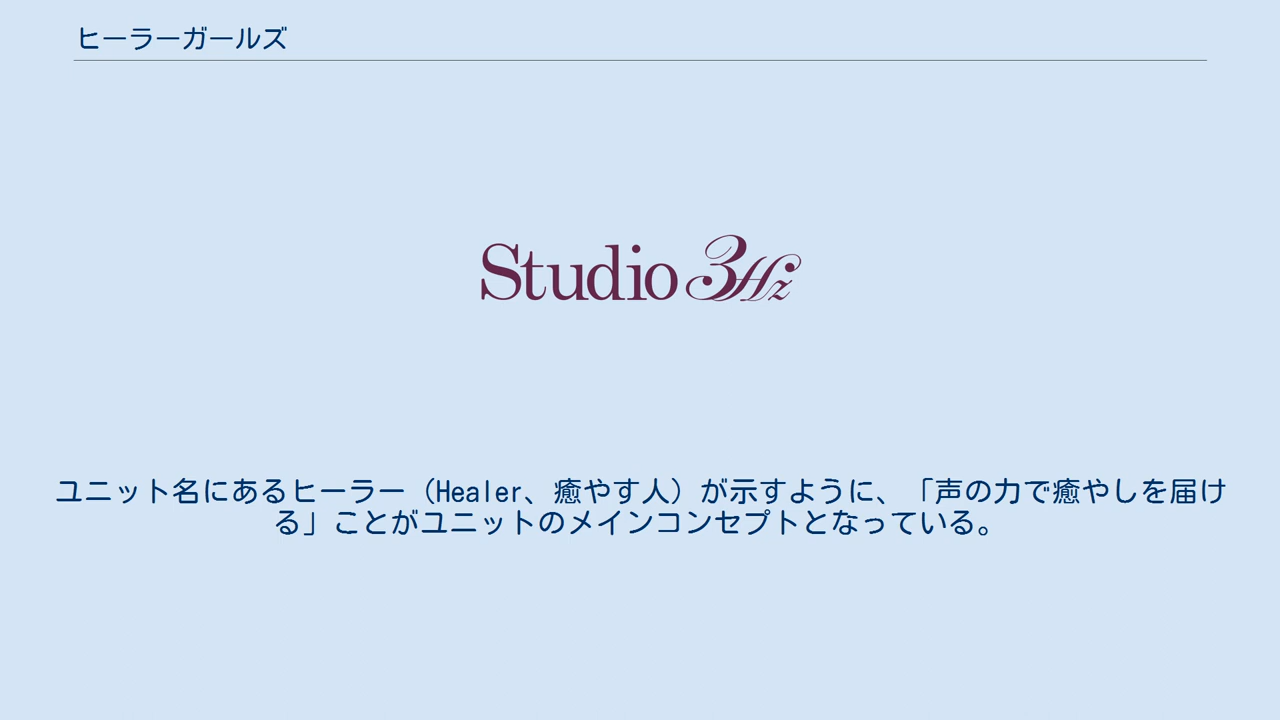 ヒーラーガールズ
Studio 3Hz
ユニット名にあるヒーラー（Healer、癒やす人）が示すように、「声の力で癒やしを届け
る」ことがユニットのメインコンセプトとなっている。